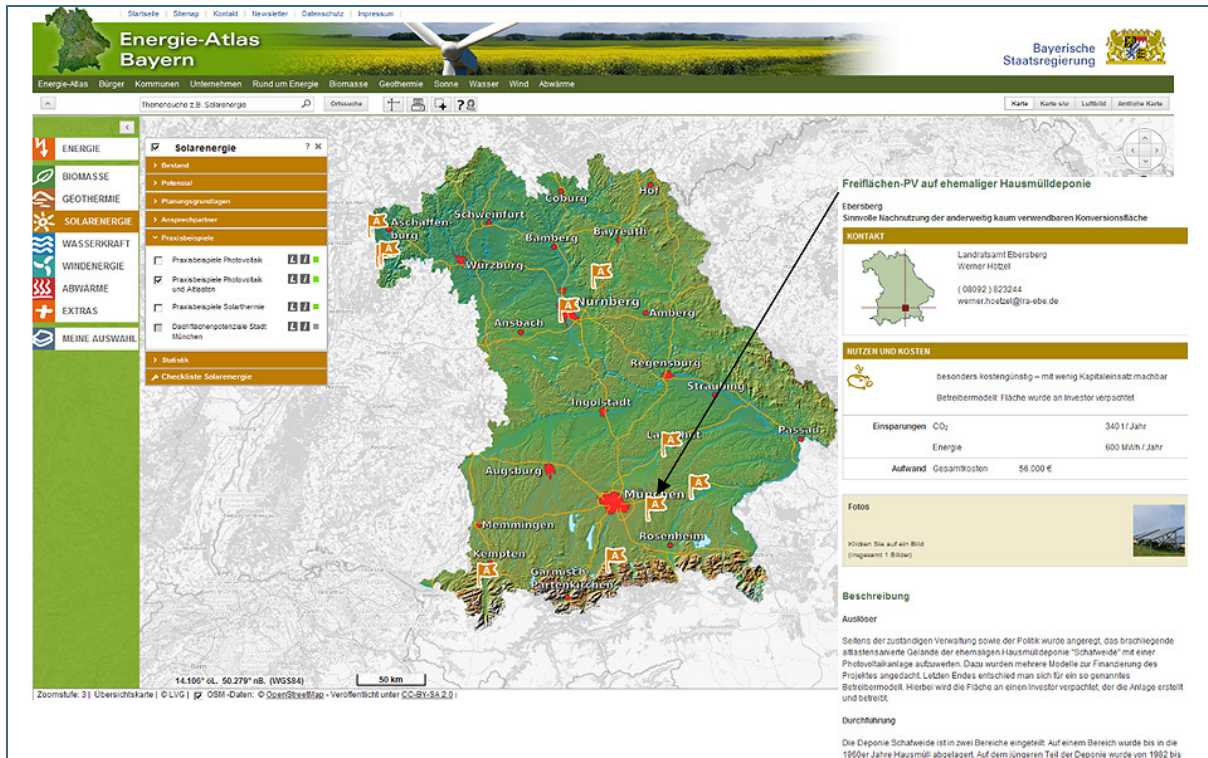 Startseite | Sitemap | Kontakt | Newsletter | Datenschutz | Impressum |
Energie-Atlas
Bayern
Bayerische
Staatsregierung
Energie-Atlas Bürger Kommunen Unternehmen Rund um Energie Biomasse Geothermie Sonne Wasser Wind Abwärme
Themensuche z.B. Solarenergie
Ortssuche
?
Karte Karte s/w Luftbild Amtliche Karte
ENERGIE
BIOMASSE
GEOTHERMIE
SOLARENERGIE
WASSERKRAFT
WINDENERGIE
ABWÄRME
EXTRAS
MEINE AUSWAHL
Solarenergie ? ×
> Bestand
> Potenzial
> Planungsgrundlagen
> Ansprechpartner
Praxisbeispiele
Praxisbeispiele Photovoltaik L i
Praxisbeispiele Photovoltaik L i
und Altlasten
Praxisbeispiele Solarthermie L i
Dachflächenpotenziale Stadt L i
München
> Statistik
Checkliste Solarenergie
Hof
Coburg
Schweinfurt
A
Aschaffen-
burg
Bamberg
Bayreuth
A
Würzburg
A
A
Nürnberg
Amberg
Ansbach
Regensburg
Straubing
Ingolstadt
Passau
A
Augsburg
A
München
A
Memmingen
Rosenheim
Kempten
A
A
Garmisch
Partenkirchen
14.106° öL. 50.279° nB. (WGS84)
50 km
Zoomstufe: 3 | Übersichtskarte | © LVG | OSM-Daten: © OpenStreetMap - Veröffentlicht unter CC-BY-SA 2.0 |
Freiflächen-PV auf ehemaliger Hausmülldeponie
Ebersberg
Sinnvolle Nachnutzung der anderweitig kaum verwendbaren Konversionsfläche
KONTAKT
Landratsamt Ebersberg
Werner Hötzel
( 08092 ) 823244
werner.hoetzel@lra-ebe.de
NUTZEN UND KOSTEN
besonders kostengünstig – mit wenig Kapitaleinsatz machbar
Betreibermodell: Fläche wurde an Investor verpachtet
Einsparungen CO₂ 340 t / Jahr
Energie 600 MWh / Jahr
Aufwand Gesamtkosten 56.000 €
Fotos
Klicken Sie auf ein Bild
(insgesamt 1 Bilder)
Beschreibung
Auslöser
Seitens der zuständigen Verwaltung sowie der Politik wurde angeregt, das brachliegende
altlastensanierte Gelände der ehemaligen Hausmülldeponie "Schafweide" mit einer
Photovoltaikanlage aufzuwerten. Dazu wurden mehrere Modelle zur Finanzierung des
Projektes angedacht. Letzten Endes entschied man sich für ein so genanntes
Betreibermodell. Hierbei wird die Fläche an einen Investor verpachtet, der die Anlage erstellt
und betreibt.
Durchführung
Die Deponie Schafweide ist in zwei Bereiche eingeteilt. Auf einem Bereich wurde bis in die
1960er Jahre Hausmüll abgelagert. Auf dem jüngeren Teil der Deponie wurde von 1982 bis